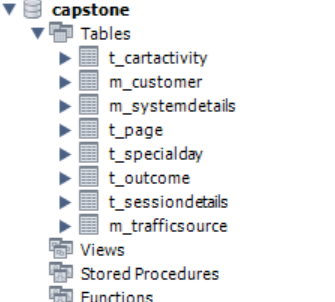 capstone
Tables
t_cartactivity
m_customer
m_systemdetails
t_page
t_specialday
t_outcome
t_sessiondetails
m_trafficsource
Views
Stored Procedures
Functions